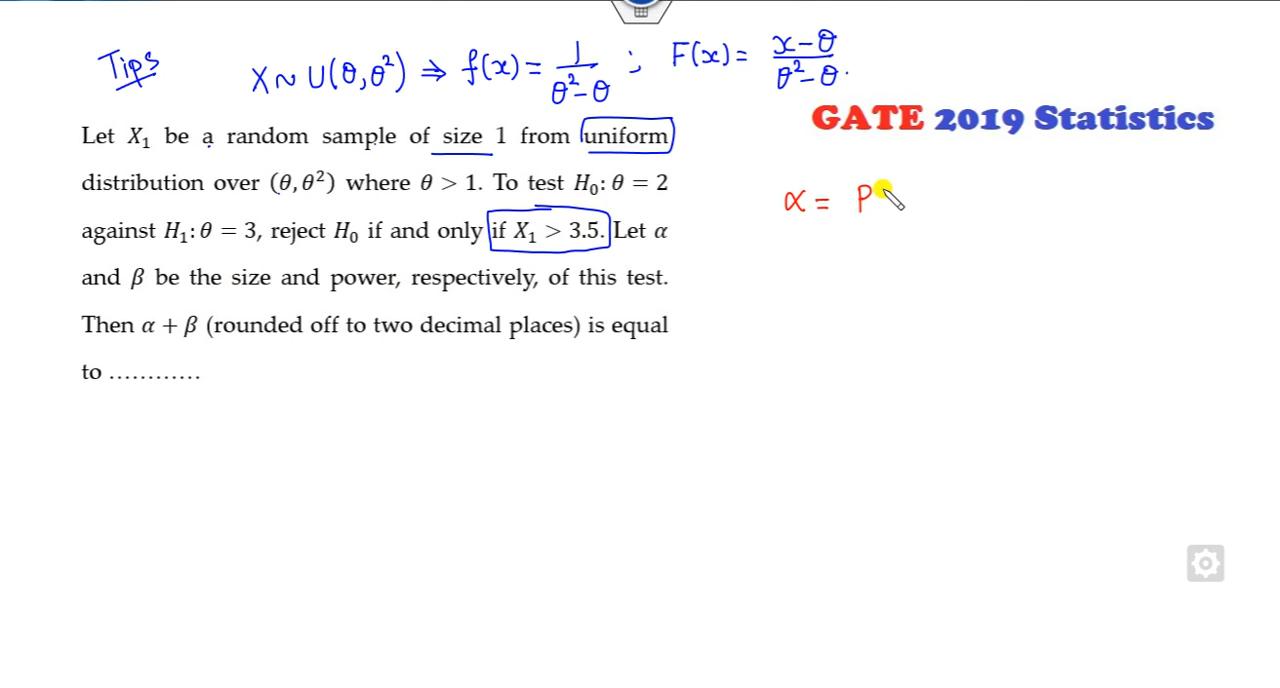 Tips X ~ U(θ, θ²) ⇒ f(x) = 1/(θ² − θ) ; F(x) = (x − θ)/(θ² − θ).
GATE 2019 Statistics
Let X₁ be a random sample of size 1 from uniform
distribution over (θ, θ²) where θ > 1. To test H₀: θ = 2
against H₁: θ = 3, reject H₀ if and only if X₁ > 3.5. Let α
and β be the size and power, respectively, of this test.
Then α + β (rounded off to two decimal places) is equal
to …………
α = P